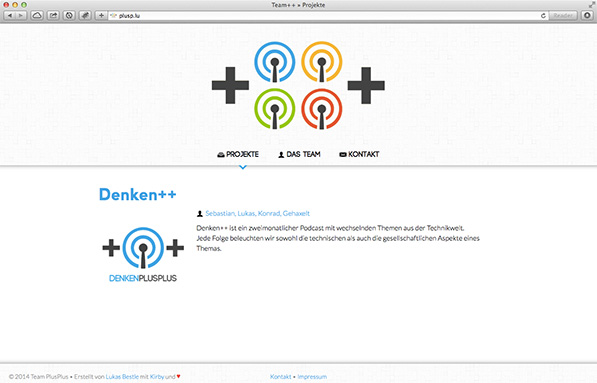 Team++ » Projekte
plusp.lu
Reader
PROJEKTE DAS TEAM KONTAKT
Denken++
Sebastian, Lukas, Konrad, Gehaxelt
Denken++ ist ein zweimonatlicher Podcast mit wechselnden Themen aus der Technikwelt.
Jede Folge beleuchten wir sowohl die technischen als auch die gesellschaftlichen Aspekte eines
Themas.
DENKENPLUSPLUS
© 2014 Team PlusPlus • Erstellt von Lukas Bestle mit Kirby und ♥
Kontakt • Impressum